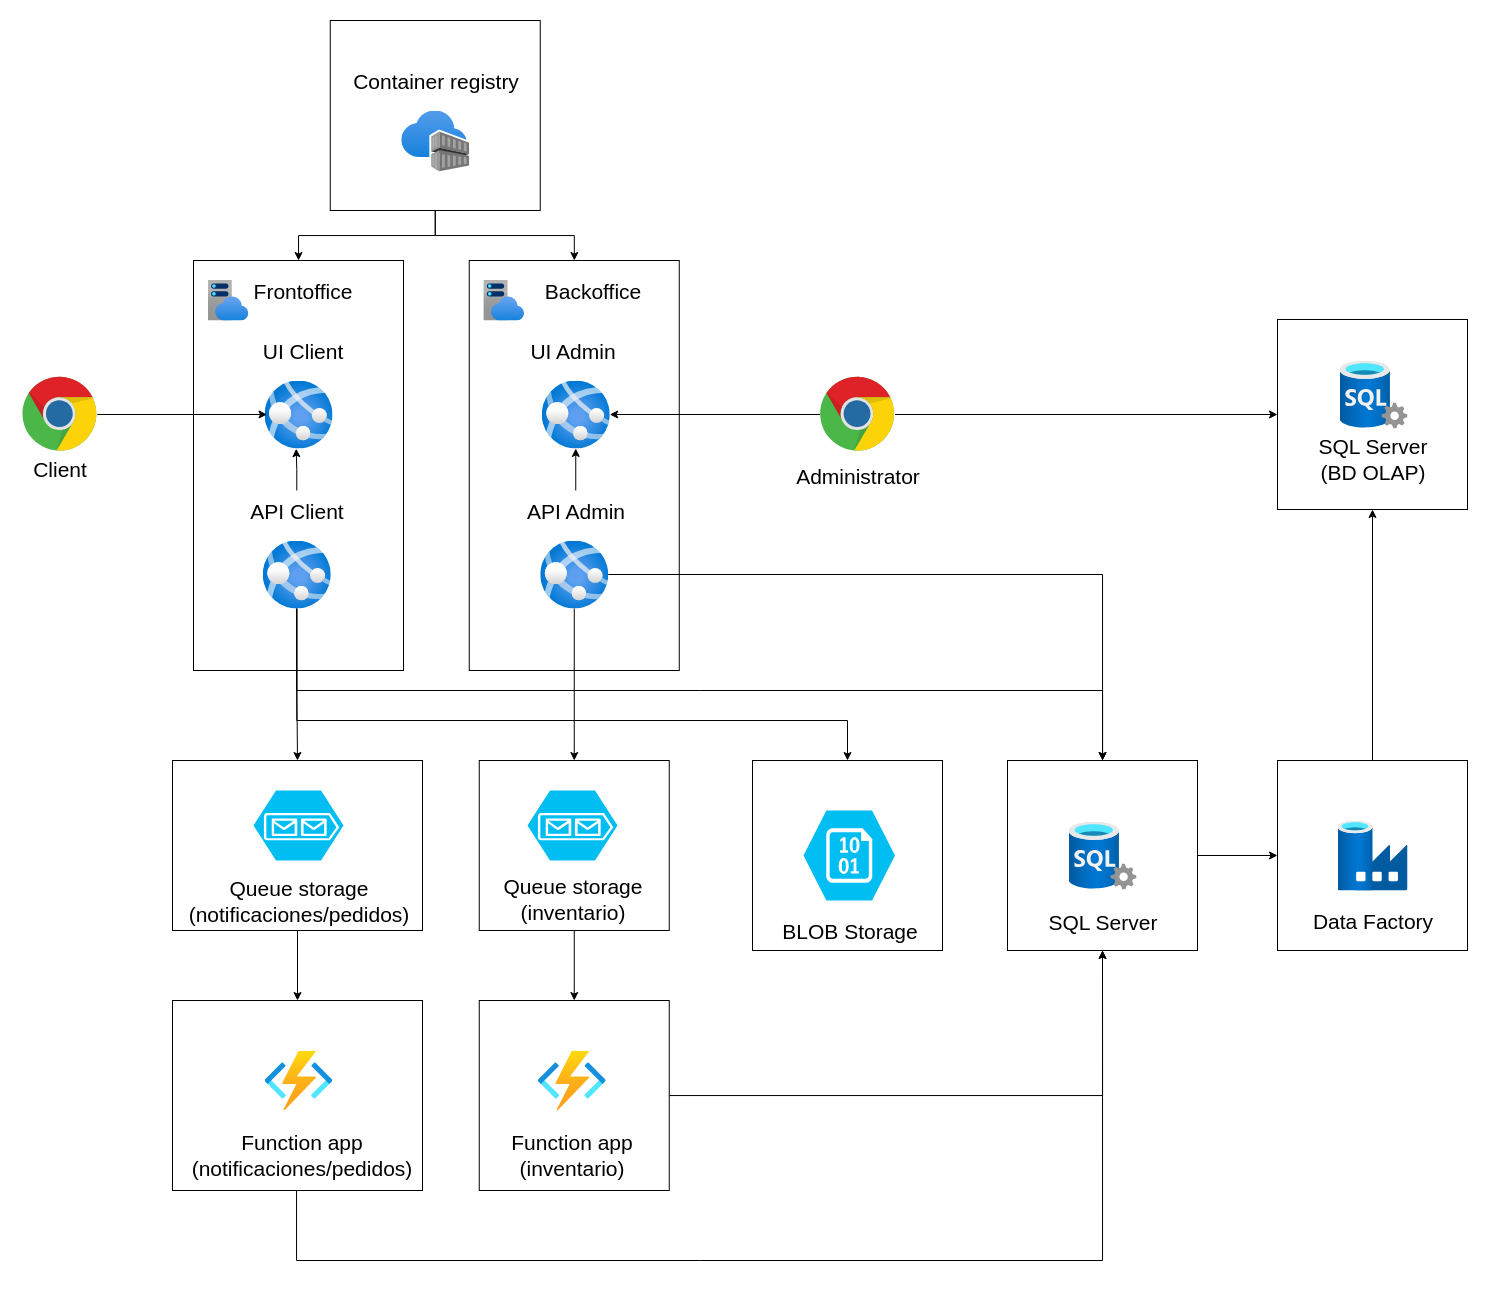 Container registry
Frontoffice
Backoffice
UI Client
UI Admin
Client
Administrator
SQL
SQL Server
(BD OLAP)
API Client
API Admin
Queue storage
(notificaciones/pedidos)
Queue storage
(inventario)
10
01
BLOB Storage
SQL
SQL Server
Data Factory
Function app
(notificaciones/pedidos)
Function app
(inventario)